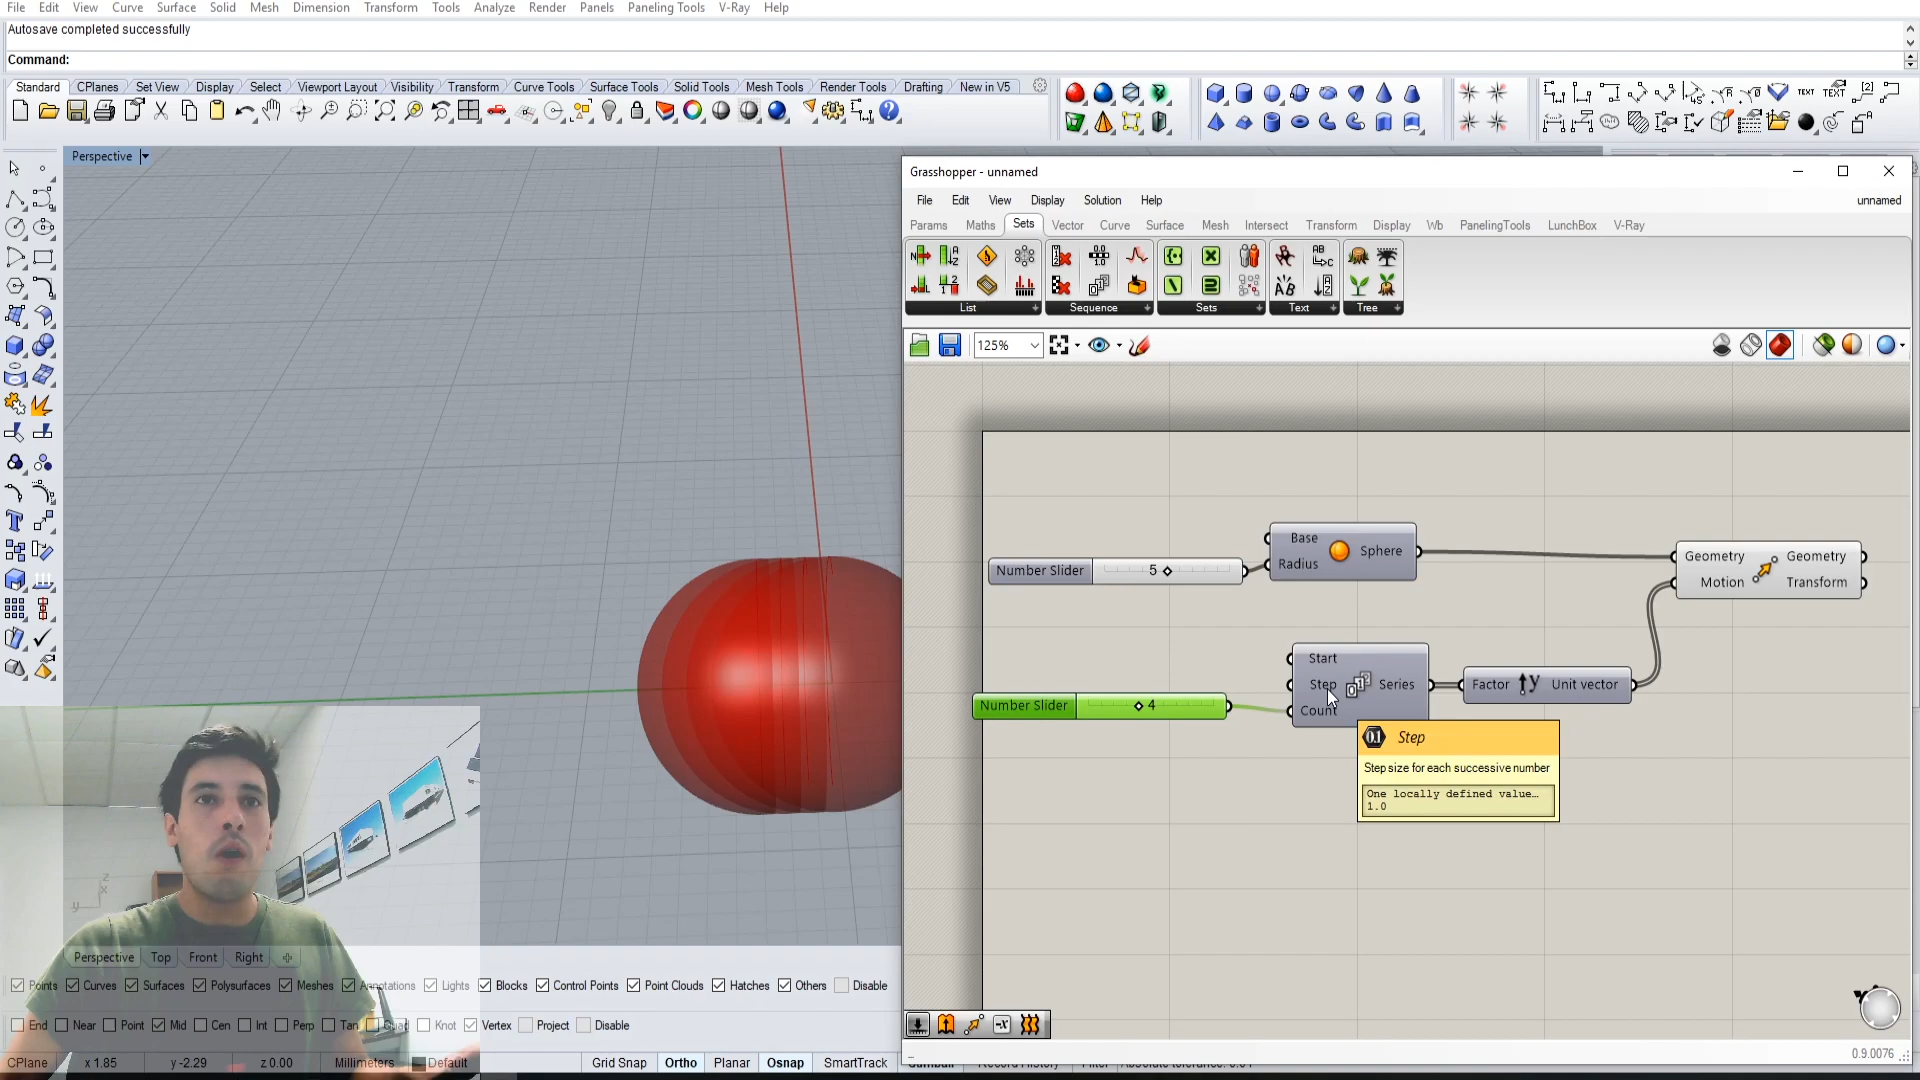 File Edit View Curve Surface Solid Mesh Dimension Transform Tools Analyze Render Panels Paneling Tools V-Ray Help
Autosave completed successfully
Command:
Standard CPlanes Set View Display Select Viewport Layout Visibility Transform Curve Tools Surface Tools Solid Tools Mesh Tools Render Tools Drafting New in V5
Perspective
Grasshopper - unnamed
File Edit View Display Solution Help unnamed
Params Maths Sets Vector Curve Surface Mesh Intersect Transform Display Wb PanelingTools LunchBox V-Ray
List Sequence Sets Text Tree
125%
Base
Radius
Sphere
Number Slider 5
Geometry Geometry
Motion Transform
Start
Step Series
Count
Number Slider 4
Factor Unit vector
Step
Step size for each successive number
One locally defined value…
1.0
Perspective Top Front Right
Points Curves Surfaces Polysurfaces Meshes Annotations Lights Blocks Control Points Point Clouds Hatches Others Disable
End Near Point Mid Cen Int Perp Tan Quad Knot Vertex Project Disable
CPlane x 1.85 y -2.29 z 0.00 Millimeters Default Grid Snap Ortho Planar Osnap SmartTrack
0.9.0076